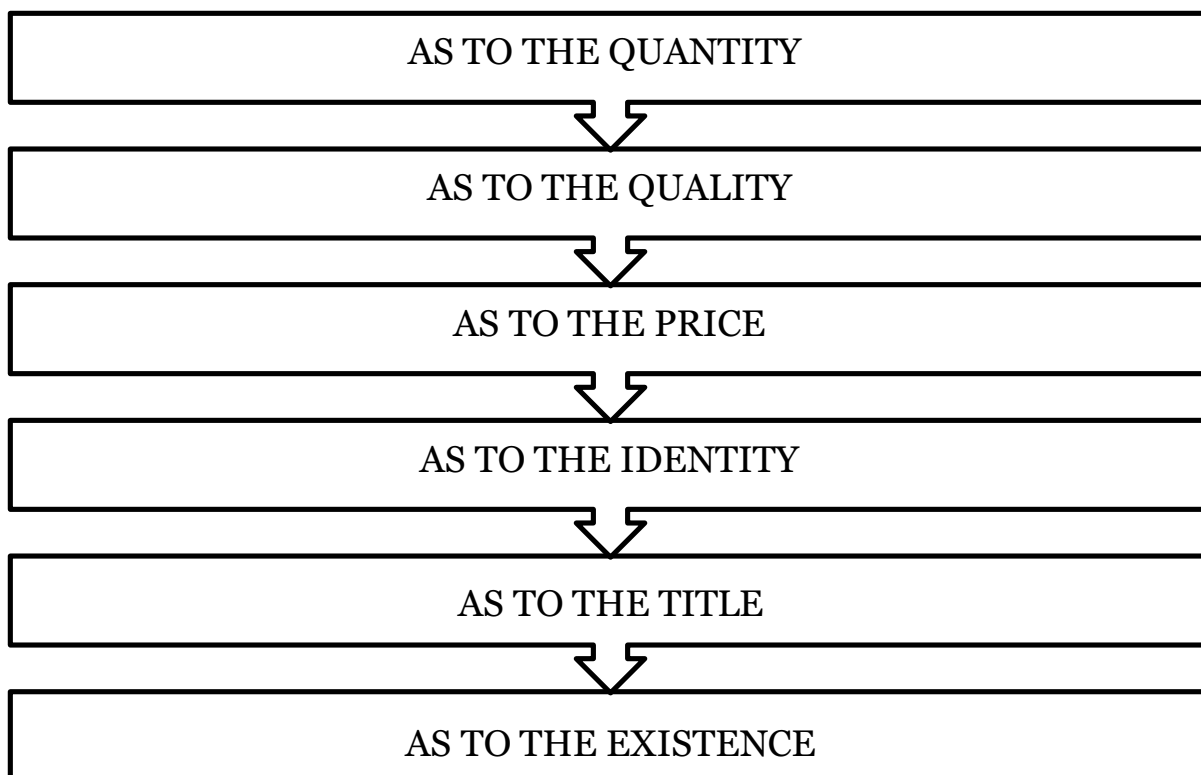 AS TO THE QUANTITY
AS TO THE QUALITY
AS TO THE PRICE
AS TO THE IDENTITY
AS TO THE TITLE
AS TO THE EXISTENCE